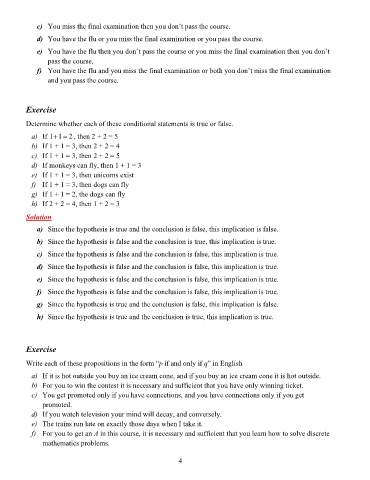 c) You miss the final examination then you don't pass the course.
d) You have the flu or you miss the final examination or you pass the course.
e) You have the flu then you don't pass the course or you miss the final examination then you don't
pass the course.
f) You have the flu and you miss the final examination or both you don't miss the final examination
and you pass the course.
Exercise
Determine whether each of these conditional statements is true or false.
a) If 1+1 = 2, then 2 + 2 = 5
b) If 1 + 1 = 3, then 2 + 2 = 4
c) If 1 + 1 = 3, then 2 + 2 = 5
d) If monkeys can fly, then 1 + 1 = 3
e) If 1 + 1 = 3, then unicorns exist
f) If 1 + 1 = 3, then dogs can fly
g) If 1 + 1 = 2, the dogs can fly
h) If 2 + 2 = 4, then 1 + 2 = 3
Solution
a) Since the hypothesis is true and the conclusion is false, this implication is false.
b) Since the hypothesis is false and the conclusion is true, this implication is true.
c) Since the hypothesis is false and the conclusion is false, this implication is true.
d) Since the hypothesis is false and the conclusion is false, this implication is true.
e) Since the hypothesis is false and the conclusion is false, this implication is true.
f) Since the hypothesis is false and the conclusion is false, this implication is true.
g) Since the hypothesis is true and the conclusion is false, this implication is false.
h) Since the hypothesis is true and the conclusion is true, this implication is true.
Exercise
Write each of these propositions in the form "p if and only if q" in English
a) If it is hot outside you buy an ice cream cone, and if you buy an ice cream cone it is hot outside.
b) For you to win the contest it is necessary and sufficient that you have only winning ticket.
c) You get promoted only if you have connections, and you have connections only if you get
promoted.
d) If you watch television your mind will decay, and conversely.
e) The trains run late on exactly those days when I take it.
f) For you to get an A in this course, it is necessary and sufficient that you learn how to solve discrete
mathematics problems.
4